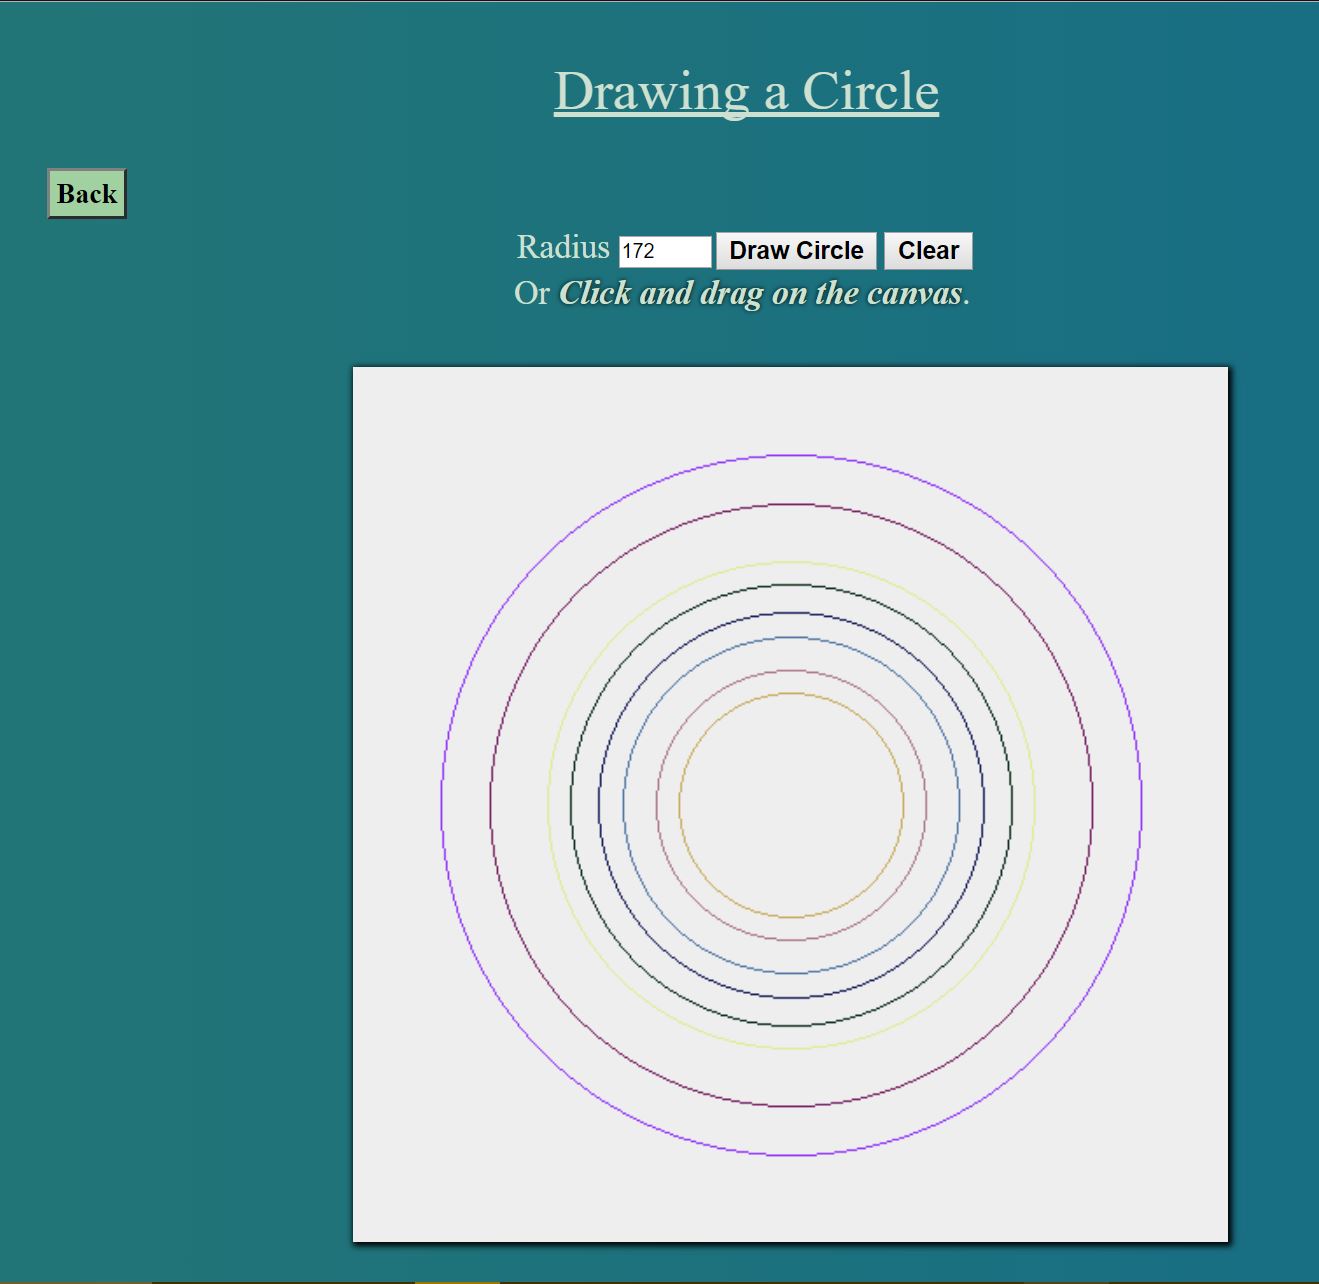 Drawing a Circle
Back
Radius 172 Draw Circle Clear
Or Click and drag on the canvas.